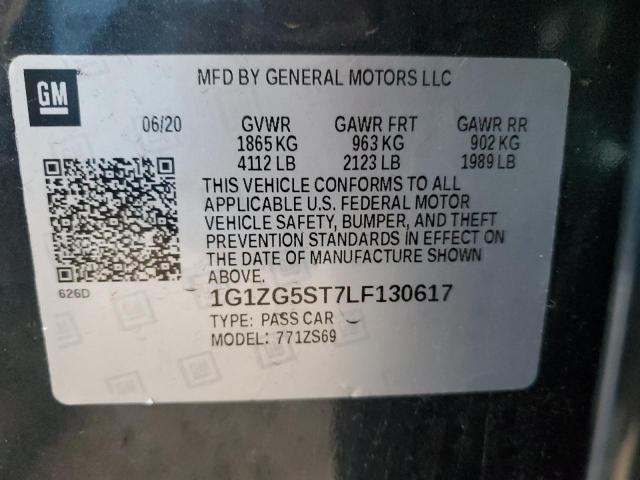 GM
MFD BY GENERAL MOTORS LLC
06/20 GVWR GAWR FRT GAWR RR
1865 KG 963 KG 902 KG
4112 LB 2123 LB 1989 LB
THIS VEHICLE CONFORMS TO ALL
APPLICABLE U.S. FEDERAL MOTOR
VEHICLE SAFETY, BUMPER, AND THEFT
PREVENTION STANDARDS IN EFFECT ON
THE DATE OF MANUFACTURE SHOWN
ABOVE.
626D
1G1ZG5ST7LF130617
TYPE: PASS CAR
MODEL: 771ZS69